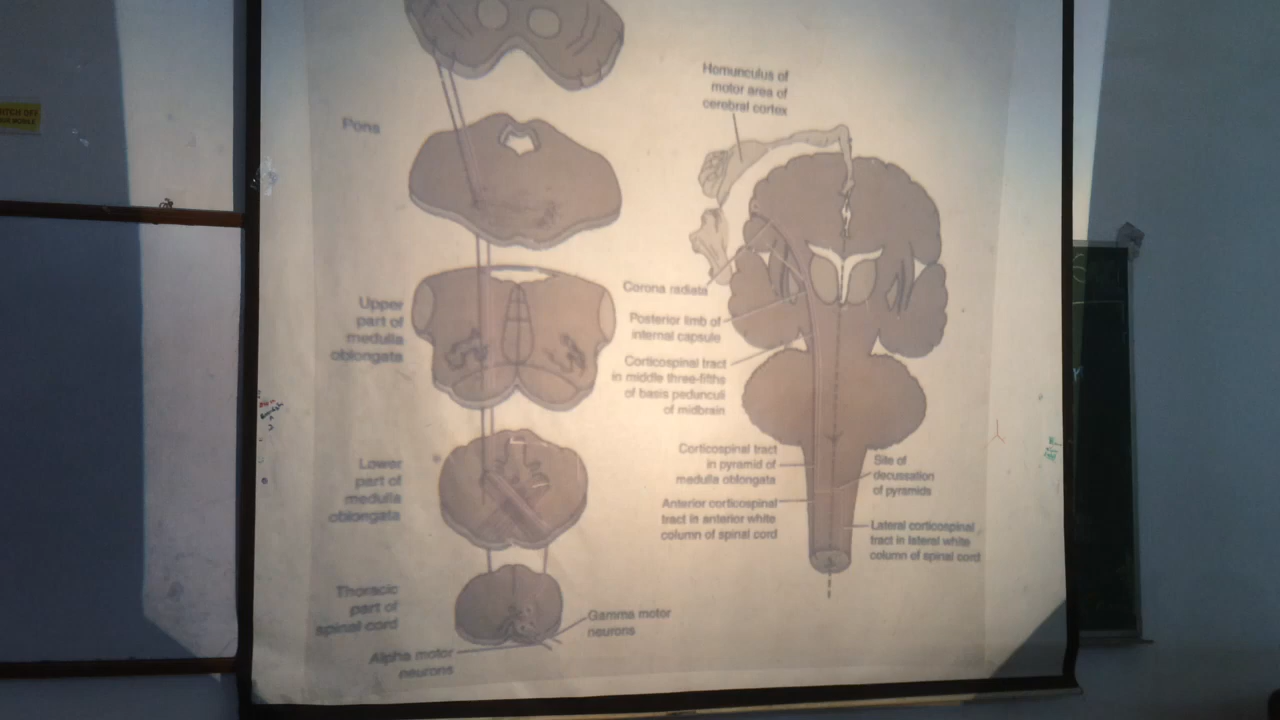 Pons
Upper
part of
medulla
oblongata
Lower
part of
medulla
oblongata
Thoracic
part of
spinal cord
Alpha motor
neurons
Gamma motor
neurons
Homunculus of
motor area of
cerebral cortex
Corona radiata
Posterior limb of
internal capsule
Corticospinal tract
in middle three-fifths
of basis pedunculi
of midbrain
Corticospinal tract
in pyramid of
medulla oblongata
Anterior corticospinal
tract in anterior white
column of spinal cord
Site of
decussation
of pyramids
Lateral corticospinal
tract in lateral white
column of spinal cord